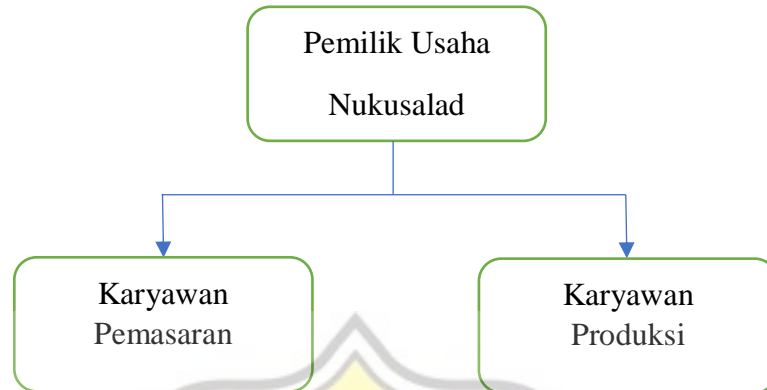 Pemilik Usaha
Nukusalad
Karyawan
Pemasaran
Karyawan
Produksi